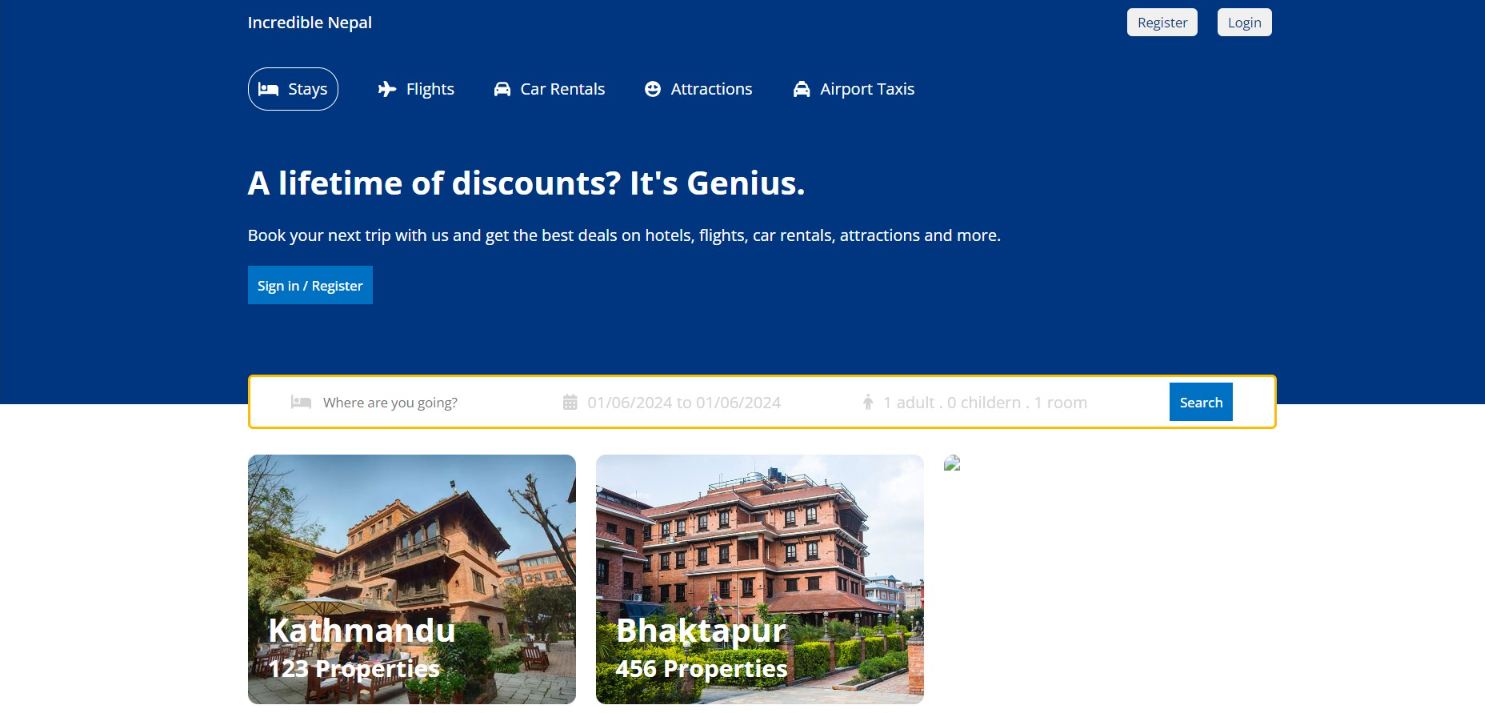 Incredible Nepal
Register
Login
Stays
Flights
Car Rentals
Attractions
Airport Taxis
A lifetime of discounts? It's Genius.
Book your next trip with us and get the best deals on hotels, flights, car rentals, attractions and more.
Sign in / Register
Where are you going?
01/06/2024 to 01/06/2024
1 adult . 0 childern . 1 room
Search
Kathmandu
123 Properties
Bhaktapur
456 Properties